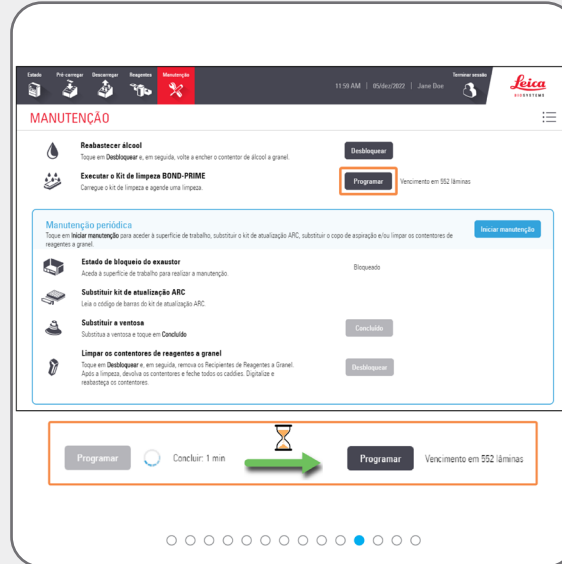 Estado Pré-carregar Descarregar Reagentes Manutenção
11:59 AM | 05/dez/2022 | Jane Doe
Terminar sessão
Leica
BIOSYSTEMS
MANUTENÇÃO
Reabastecer álcool
Toque em Desbloquear e, em seguida, volte a encher o contentor de álcool a granel.
Desbloquear
Executar o Kit de limpeza BOND-PRIME
Carregue o kit de limpeza e agende uma limpeza.
Programar Vencimento em 552 lâminas
Manutenção periódica
Toque em Iniciar manutenção para aceder à superfície de trabalho, substituir o kit de atualização ARC, substituir o copo de aspiração e/ou limpar os contentores de
reagentes a granel.
Iniciar manutenção
Estado de bloqueio do exaustor
Aceda à superfície de trabalho para realizar a manutenção.
Bloqueado
Substituir kit de atualização ARC
Leia o código de barras do kit de atualização ARC.
Substituir a ventosa
Substitua a ventosa e toque em Concluído.
Concluído
Limpar os contentores de reagentes a granel
Toque em Desbloquear e, em seguida, remova os Recipientes de Reagentes a Granel.
Após a limpeza, devolva os contentores e feche todos os caddies. Digitalize e
reabasteça os contentores.
Desbloquear
Programar Concluir: 1 min Programar Vencimento em 552 lâminas